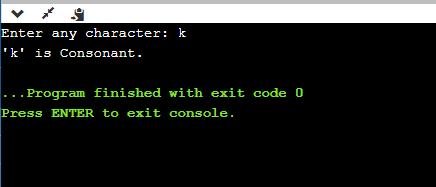 Enter any character: k
'k' is Consonant.
...Program finished with exit code 0
Press ENTER to exit console.